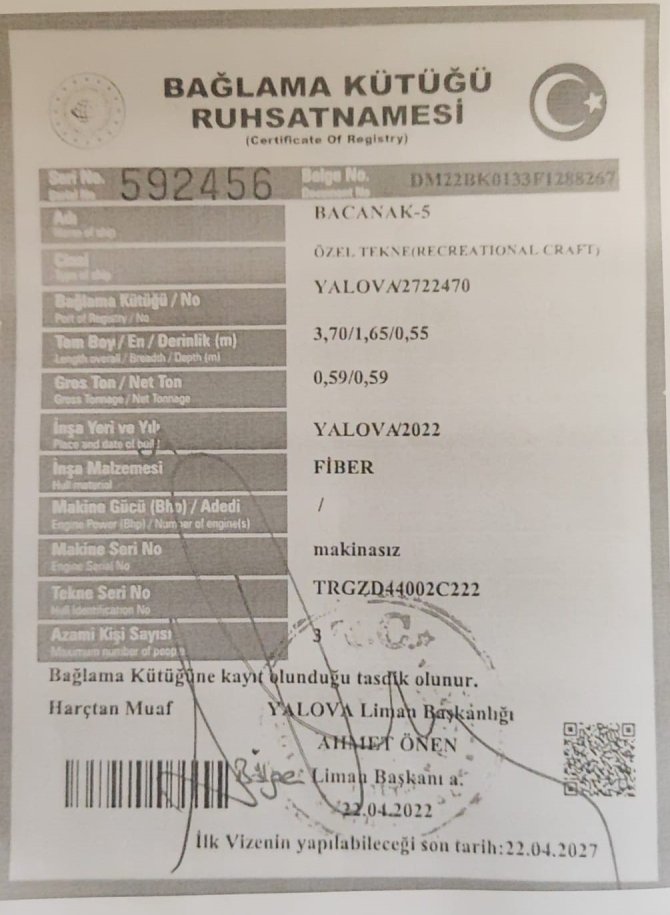 BAĞLAMA KÜTÜĞÜ
RUHSATNAMESİ
(Certificate Of Registry)
Seri No. 592456 Belge No. DM22BK0133F1288267
Serial No Document No
Adı BACANAK-5
Name of ship
Cinsi ÖZEL TEKNE(RECREATIONAL CRAFT)
Type of ship
Bağlama Kütüğü / No YALOVA/2722470
Port of Registry / No
Tam Boy / En / Derinlik (m) 3,70/1,65/0,55
Length overall / Breadth / Depth (m)
Gros Ton / Net Ton 0,59/0,59
Gross Tonnage / Net Tonnage
İnşa Yeri ve Yılı YALOVA/2022
Place and date of built
İnşa Malzemesi FİBER
Hull material
Makine Gücü (Bhp) / Adedi /
Engine Power (Bhp) / Number of engine(s)
Makine Seri No makinasız
Engine Serial No
Tekne Seri No TRGZD44002C222
Hull Identification No
Azami Kişi Sayısı 3
Maximum number of people
Bağlama Kütüğüne kayıt olunduğu tasdik olunur.
Harçtan Muaf YALOVA Liman Başkanlığı
AHMET ÖNEN
Liman Başkanı a.
22.04.2022
İlk Vizenin yapılabileceği son tarih:22.04.2027